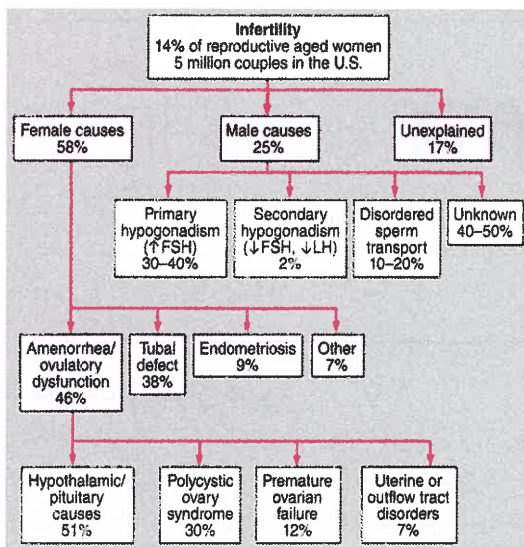 Infertility
14% of reproductive aged women
5 million couples in the U.S.
Female causes
58%
Male causes
25%
Unexplained
17%
Primary
hypogonadism
(↑FSH)
30–40%
Secondary
hypogonadism
(↓FSH, ↓LH)
2%
Disordered
sperm
transport
10–20%
Unknown
40–50%
Amenorrhea/
ovulatory
dysfunction
46%
Tubal
defect
38%
Endometriosis
9%
Other
7%
Hypothalamic/
pituitary
causes
51%
Polycystic
ovary
syndrome
30%
Premature
ovarian
failure
12%
Uterine or
outflow tract
disorders
7%